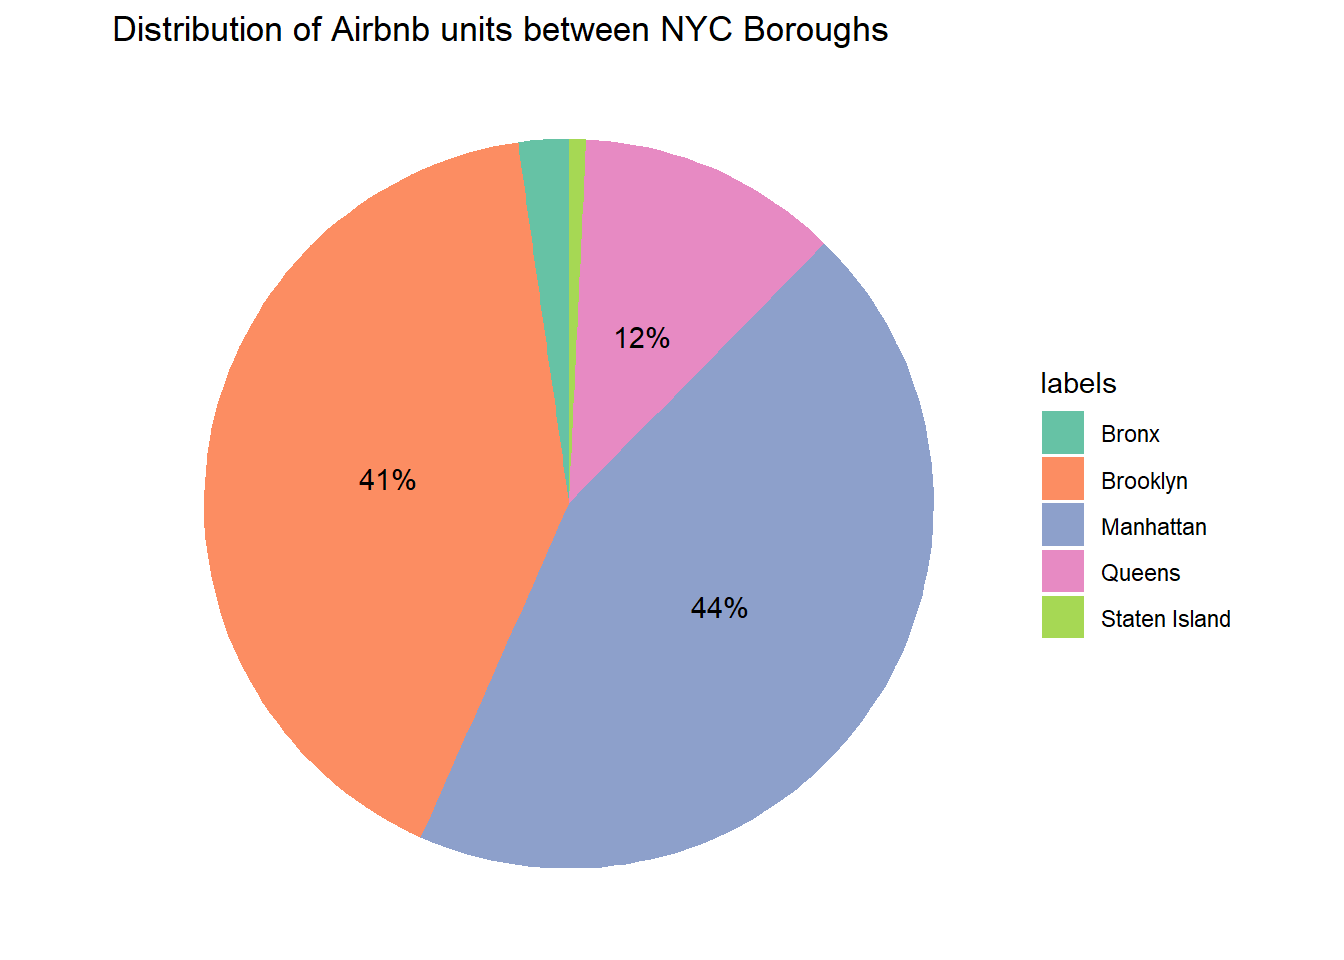 Distribution of Airbnb units between NYC Boroughs
12%
41%
44%
labels
Bronx
Brooklyn
Manhattan
Queens
Staten Island